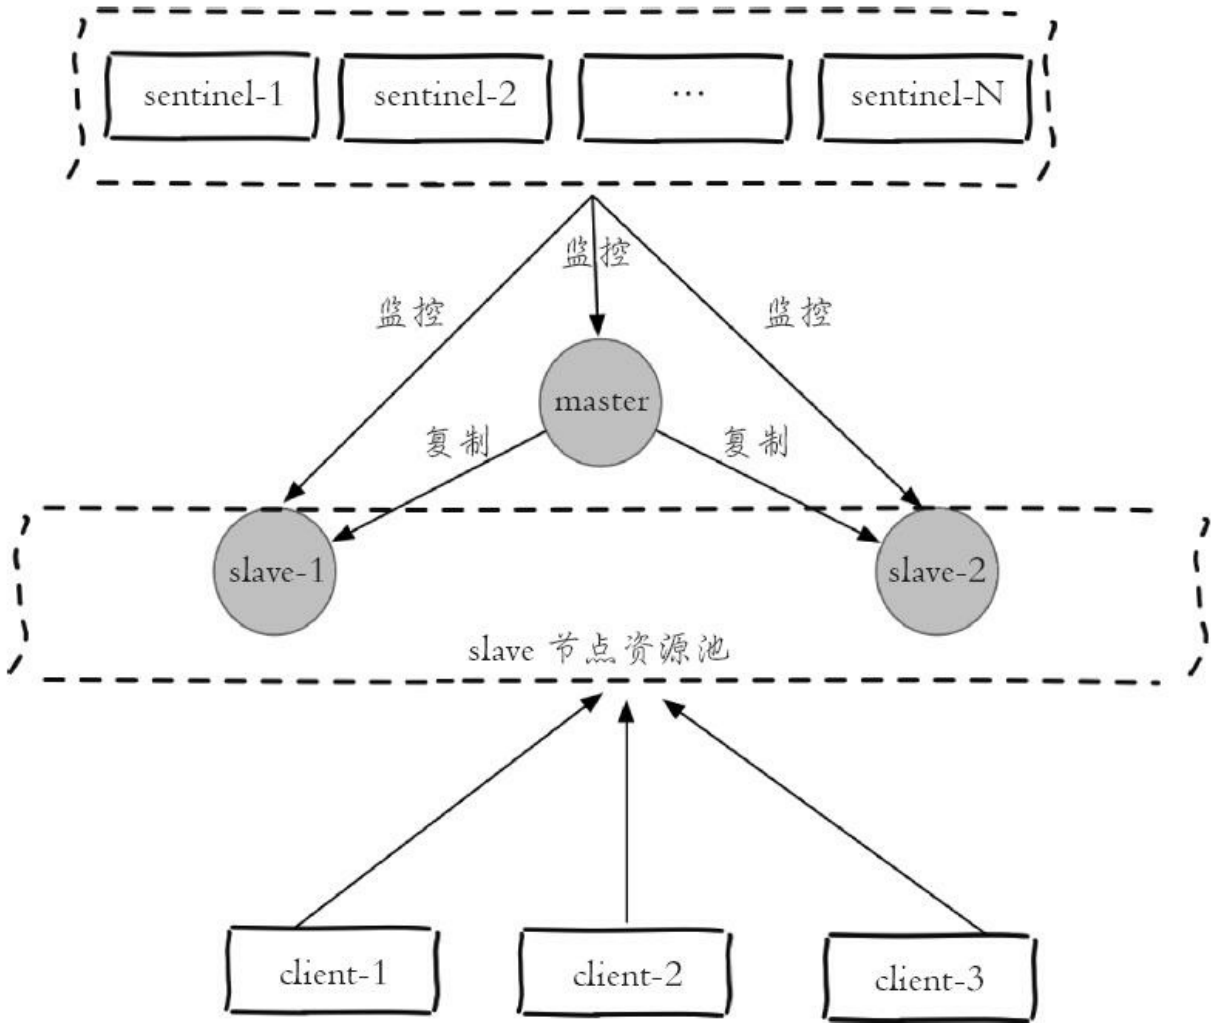 sentinel-1
sentinel-2
...
sentinel-N
监控
监控
监控
master
复制
复制
slave-1
slave-2
slave 节点资源池
client-1
client-2
client-3